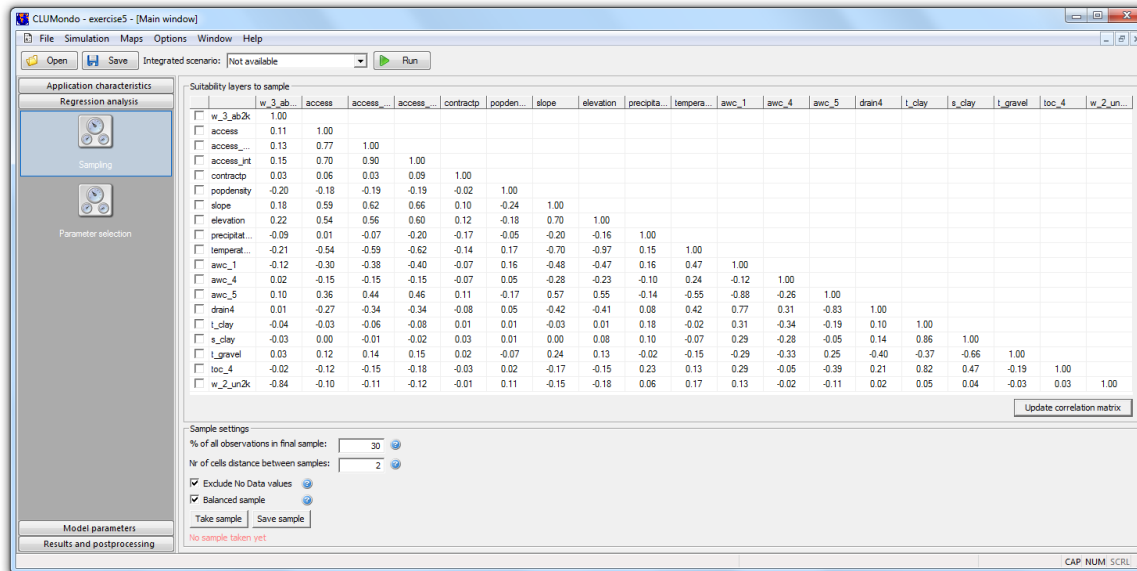 CLUMondo - exercise5 - [Main window]
File Simulation Maps Options Window Help
Open Save Integrated scenario: Not available Run
Application characteristics
Regression analysis
Sampling
Parameter selection
Model parameters
Results and postprocessing
Suitability layers to sample
w_3_ab... access access_... access_... contractp popden... slope elevation precipita... tempera... awc_1 awc_4 awc_5 drain4 t_clay s_clay t_gravel toc_4 w_2_un...
w_3_ab2k 1.00
access 0.11 1.00
access_... 0.13 0.77 1.00
access_int 0.15 0.70 0.90 1.00
contractp 0.03 0.06 0.03 0.09 1.00
popdensity -0.20 -0.18 -0.19 -0.19 -0.02 1.00
slope 0.18 0.59 0.62 0.66 0.10 -0.24 1.00
elevation 0.22 0.54 0.56 0.60 0.12 -0.18 0.70 1.00
precipitat... -0.09 0.01 -0.07 -0.20 -0.17 -0.05 -0.20 -0.16 1.00
temperat... -0.21 -0.54 -0.59 -0.62 -0.14 0.17 -0.70 -0.97 0.15 1.00
awc_1 -0.12 -0.30 -0.38 -0.40 -0.07 0.16 -0.48 -0.47 0.16 0.47 1.00
awc_4 0.02 -0.15 -0.15 -0.15 -0.07 0.05 -0.28 -0.23 -0.10 0.24 -0.12 1.00
awc_5 0.10 0.36 0.44 0.46 0.11 -0.17 0.57 0.55 -0.14 -0.55 -0.88 -0.26 1.00
drain4 0.01 -0.27 -0.34 -0.34 -0.08 0.05 -0.42 -0.41 0.08 0.42 0.77 0.31 -0.83 1.00
t_clay -0.04 -0.03 -0.06 -0.08 0.01 0.01 -0.03 0.01 0.18 -0.02 0.31 -0.34 -0.19 0.10 1.00
s_clay -0.03 0.00 -0.01 -0.02 0.03 0.01 0.00 0.08 0.10 -0.07 0.29 -0.28 -0.05 0.14 0.86 1.00
t_gravel 0.03 0.12 0.14 0.15 0.02 -0.07 0.24 0.13 -0.02 -0.15 -0.29 -0.33 0.25 -0.40 -0.37 -0.66 1.00
toc_4 -0.02 -0.12 -0.15 -0.18 -0.03 0.02 -0.17 -0.15 0.23 0.13 0.29 -0.05 -0.39 0.21 0.82 0.47 -0.19 1.00
w_2_un2k -0.84 -0.10 -0.11 -0.12 -0.01 0.11 -0.15 -0.18 0.06 0.17 0.13 -0.02 -0.11 0.02 0.05 0.04 -0.03 0.03 1.00
Update correlation matrix
Sample settings
% of all observations in final sample: 30
Nr of cells distance between samples: 2
Exclude No Data values
Balanced sample
Take sample Save sample
No sample taken yet
CAP NUM SCRL